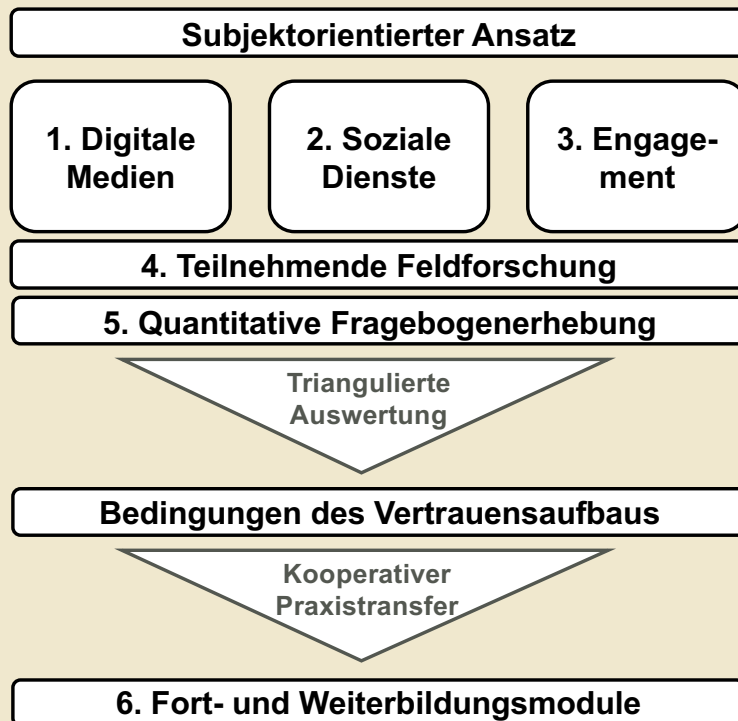 Subjektorientierter Ansatz
1. Digitale
Medien
2. Soziale
Dienste
3. Engage-
ment
4. Teilnehmende Feldforschung
5. Quantitative Fragebogenerhebung
Triangulierte
Auswertung
Bedingungen des Vertrauensaufbaus
Kooperativer
Praxistransfer
6. Fort- und Weiterbildungsmodule